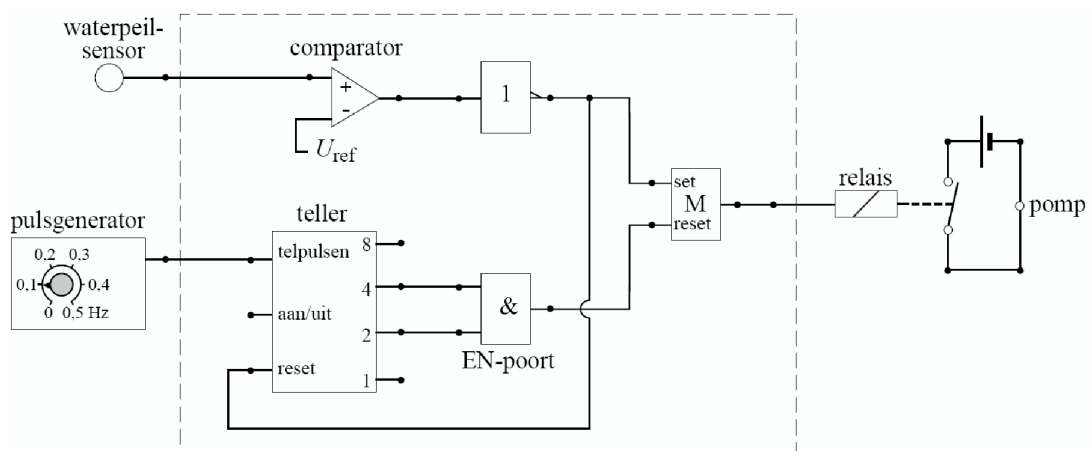 waterpeil-
sensor
comparator
+
-
U ref
1
set
M
reset
relais
pomp
pulsgenerator
0,2 0,3
0,1 0,4
0 0,5 Hz
teller
telpulsen 8
4
aan/uit
2
reset
1
&
EN-poort